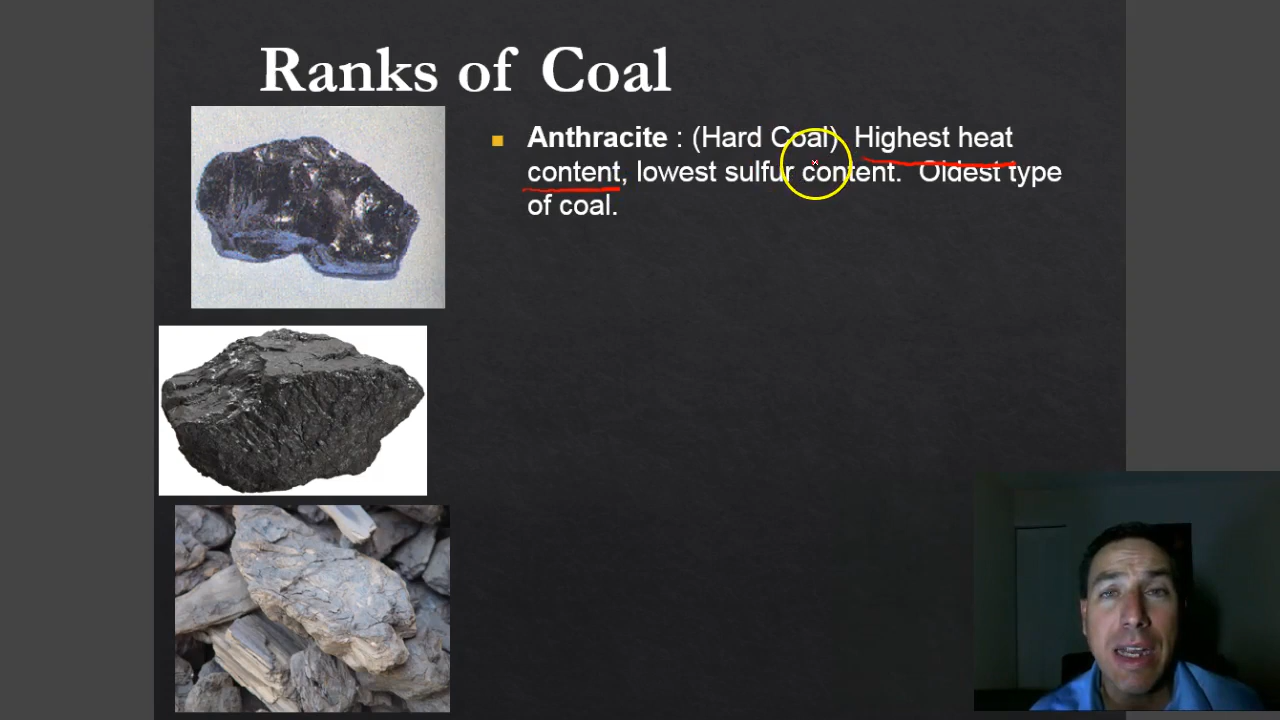 Ranks of Coal
Anthracite : (Hard Coal) Highest heat
content, lowest sulfur content. Oldest type
of coal.